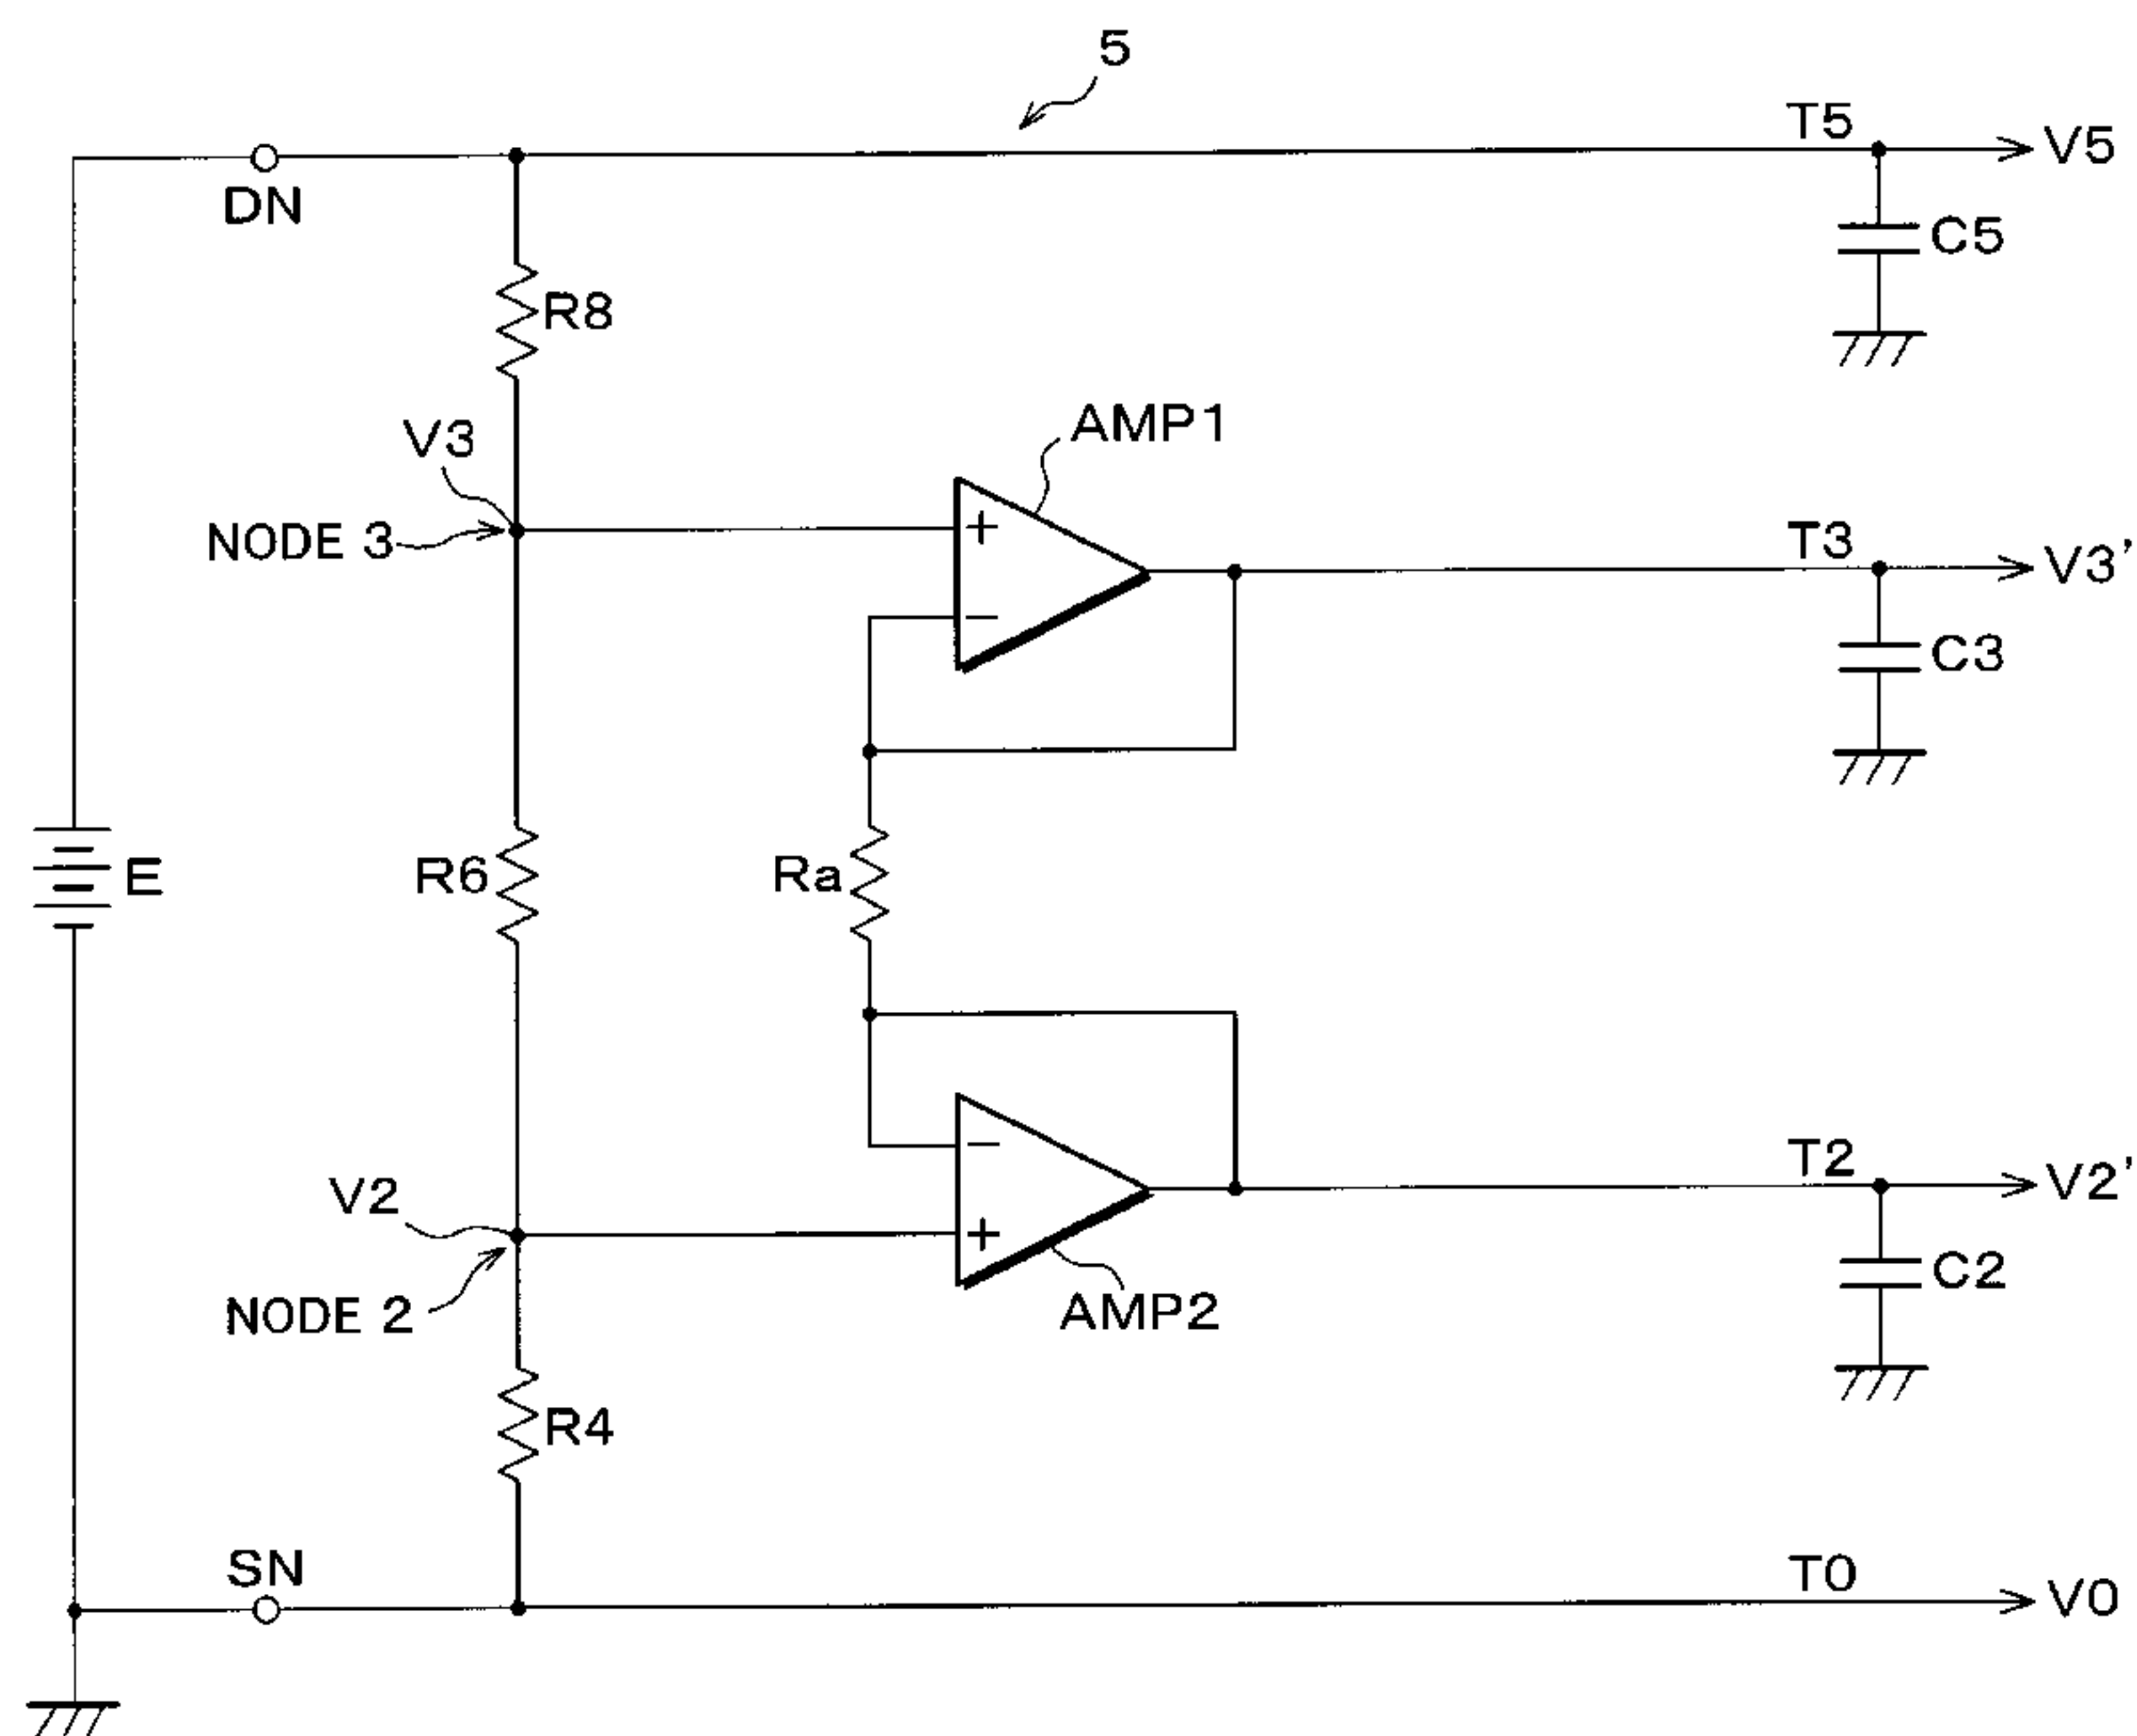 5
T5
V5
DN
C5
R8
V3
AMP1
NODE 3
+
T3
V3'
−
C3
R6
Ra
E
−
T2
V2'
V2
+
C2
NODE 2
AMP2
R4
SN
T0
V0